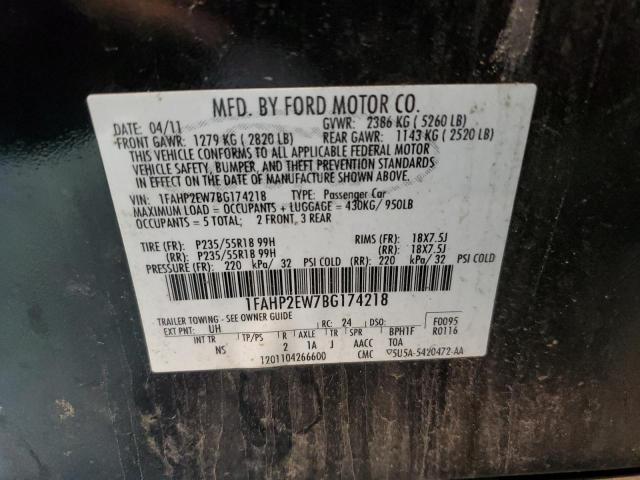 MFD. BY FORD MOTOR CO.
DATE: 04/11 GVWR: 2386 KG ( 5260 LB)
FRONT GAWR: 1279 KG ( 2820 LB) REAR GAWR: 1143 KG ( 2520 LB)
THIS VEHICLE CONFORMS TO ALL APPLICABLE FEDERAL MOTOR
VEHICLE SAFETY, BUMPER, AND THEFT PREVENTION STANDARDS
IN EFFECT ON THE DATE OF MANUFACTURE SHOWN ABOVE.
VIN: 1FAHP2EW7BG174218 TYPE: Passenger Car
MAXIMUM LOAD = OCCUPANTS + LUGGAGE = 430KG/ 950LB
OCCUPANTS = 5 TOTAL; 2 FRONT, 3 REAR
TIRE (FR): P235/55R18 99H RIMS (FR): 18X7.5J
(RR): P235/55R18 99H (RR): 18X7.5J
PRESSURE (FR): 220 kPa/ 32 PSI COLD (RR): 220 kPa/ 32 PSI COLD
1FAHP2EW7BG174218
TRAILER TOWING - SEE OWNER GUIDE
EXT PNT: UH RC: 24 DSO: F0095
INT TR TP/PS R AXLE TR SPR BPH1F R0116
NS 2 1A J AACC TOA
1201104266600 CMC ▽5U5A-5420472-AA